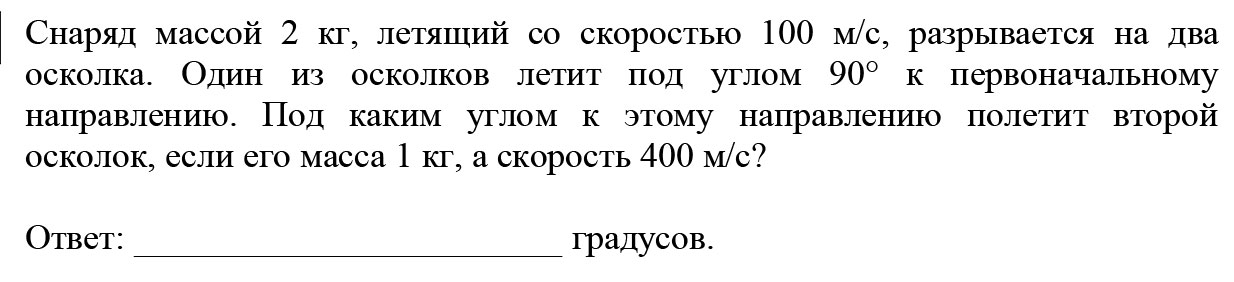 Снаряд массой 2 кг, летящий со скоростью 100 м/с, разрывается на два
осколка. Один из осколков летит под углом 90° к первоначальному
направлению. Под каким углом к этому направлению полетит второй
осколок, если его масса 1 кг, а скорость 400 м/с?
Ответ: __________________________ градусов.